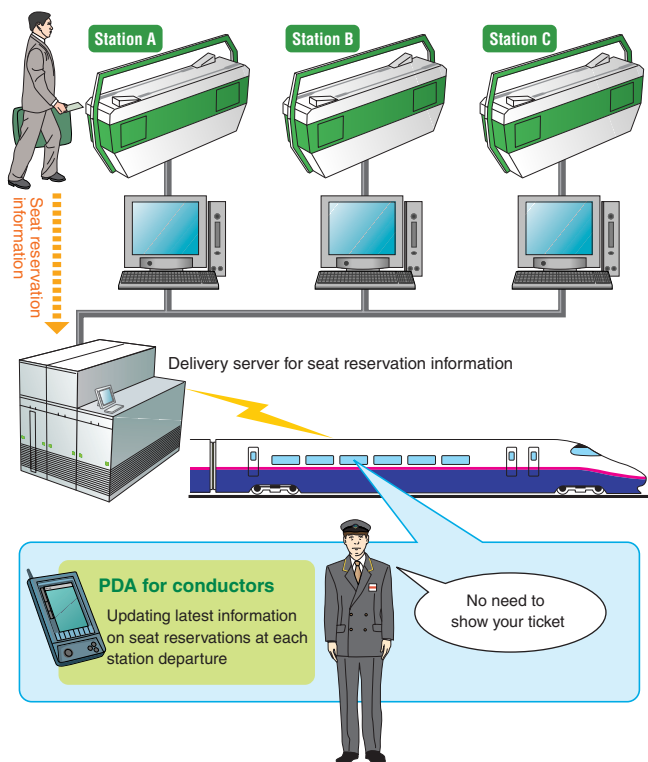 Station A
Station B
Station C
Seat reservation
information
Delivery server for seat reservation information
PDA for conductors
Updating latest information
on seat reservations at each
station departure
No need to
show your ticket